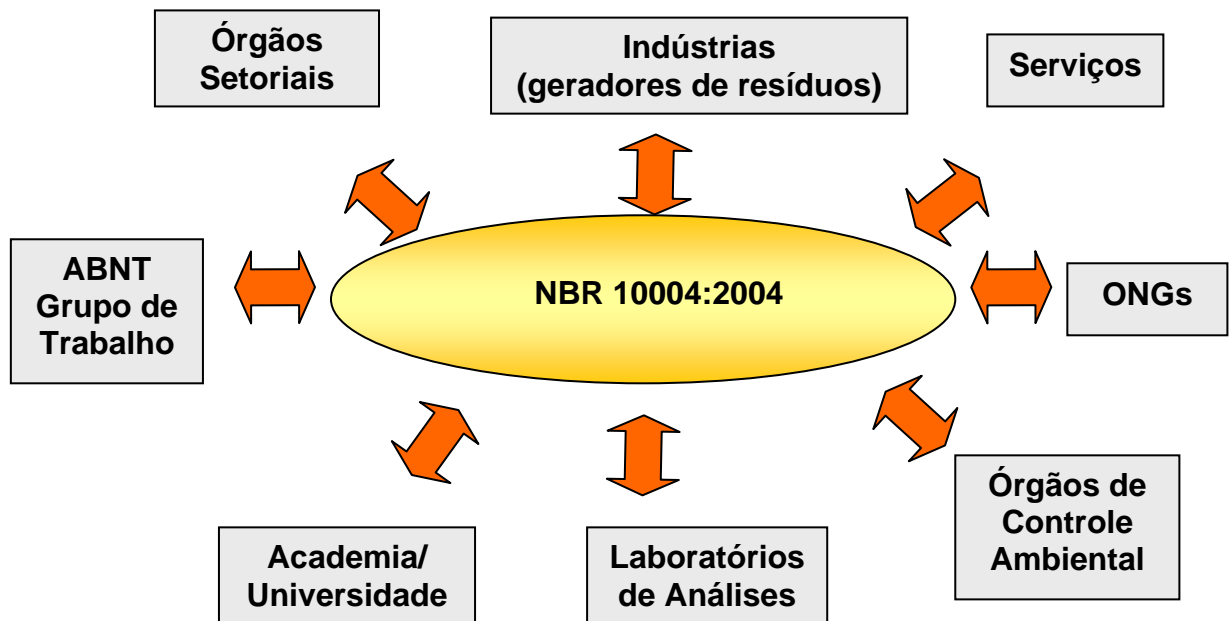 Órgãos
Setoriais
Indústrias
(geradores de resíduos)
Serviços
ABNT
Grupo de
Trabalho
NBR 10004:2004
ONGs
Academia/
Universidade
Laboratórios
de Análises
Órgãos de
Controle
Ambiental